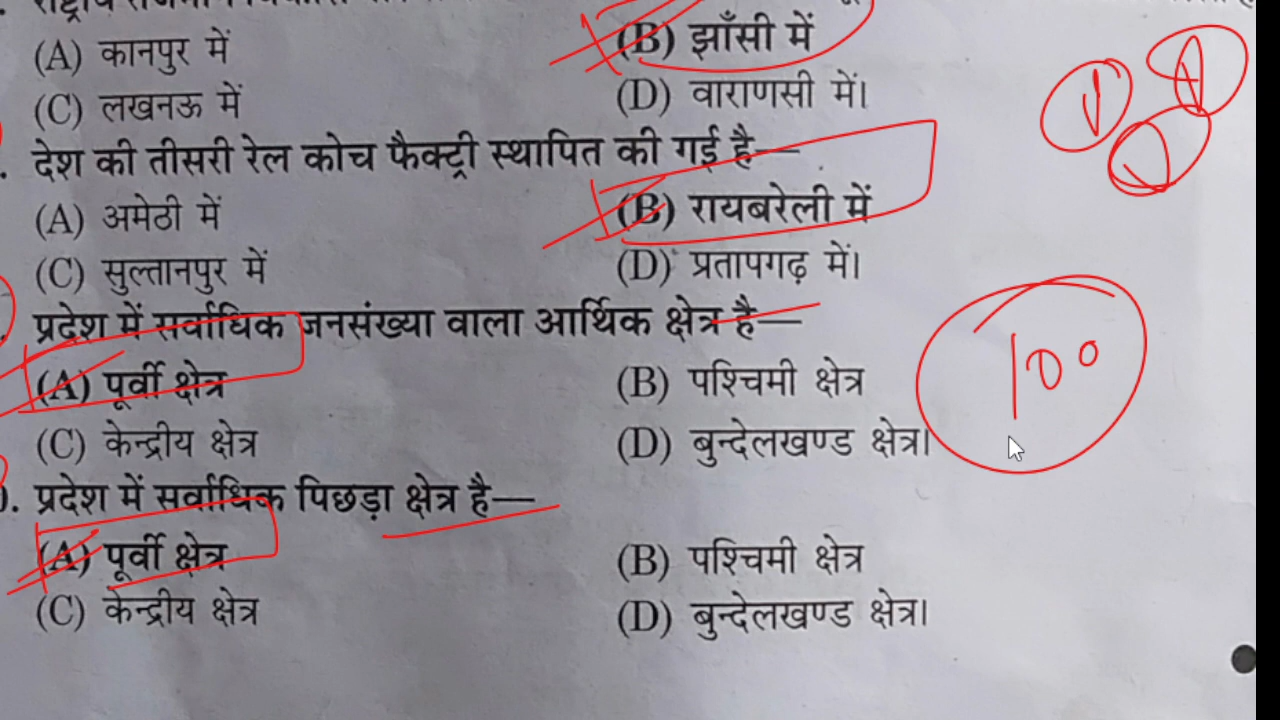 (A) कानपुर में (B) झाँसी में
(C) लखनऊ में (D) वाराणसी में।
देश की तीसरी रेल कोच फैक्ट्री स्थापित की गई है—
(A) अमेठी में (B) रायबरेली में
(C) सुल्तानपुर में (D) प्रतापगढ़ में।
प्रदेश में सर्वाधिक जनसंख्या वाला आर्थिक क्षेत्र है—
(A) पूर्वी क्षेत्र (B) पश्चिमी क्षेत्र
(C) केन्द्रीय क्षेत्र (D) बुन्देलखण्ड क्षेत्र।
100
प्रदेश में सर्वाधिक पिछड़ा क्षेत्र है—
(A) पूर्वी क्षेत्र (B) पश्चिमी क्षेत्र
(C) केन्द्रीय क्षेत्र (D) बुन्देलखण्ड क्षेत्र।